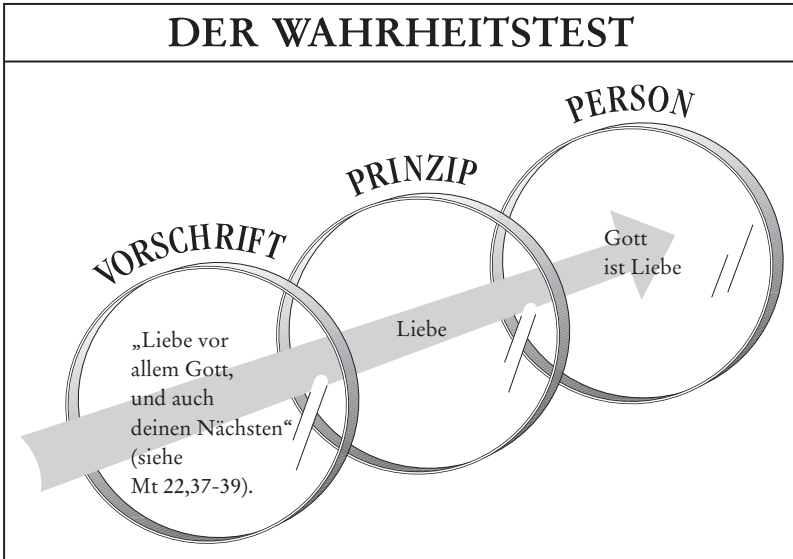 DER WAHRHEITSTEST
VORSCHRIFT
„Liebe vor
allem Gott,
und auch
deinen Nächsten“
(siehe
Mt 22,37-39).
PRINZIP
Liebe
PERSON
Gott
ist Liebe